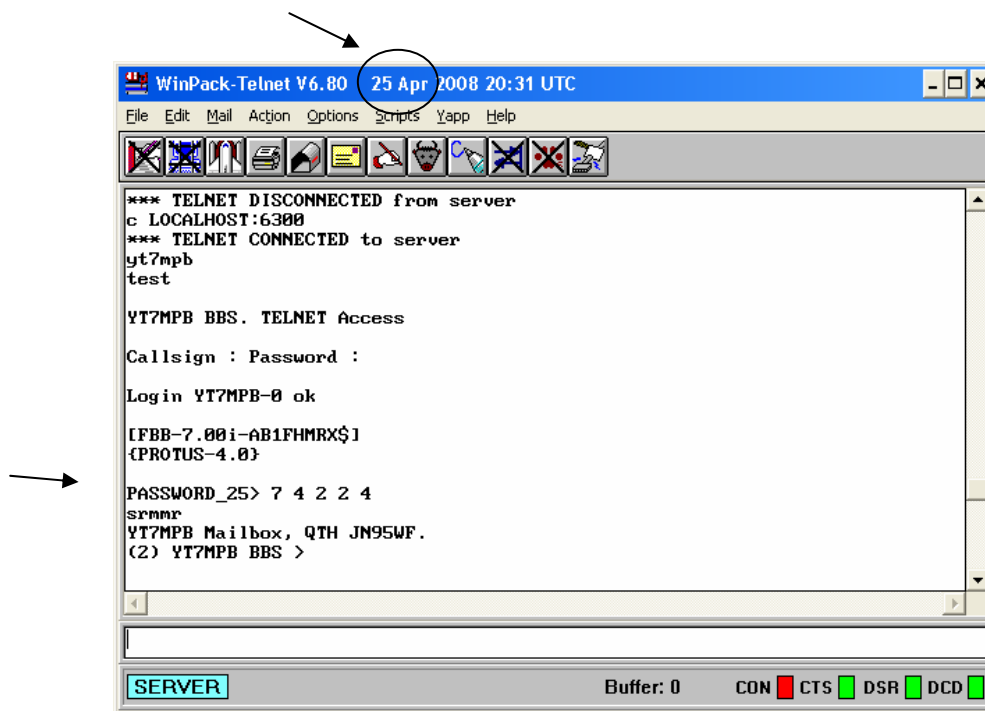 WinPack-Telnet V6.80 25 Apr 2008 20:31 UTC
File Edit Mail Action Options Scripts Yapp Help
*** TELNET DISCONNECTED from server
c LOCALHOST:6300
*** TELNET CONNECTED to server
yt7mpb
test
YT7MPB BBS. TELNET Access
Callsign : Password :
Login YT7MPB-0 ok
[FBB-7.00i-AB1FHMRX$]
{PROTUS-4.0}
PASSWORD_25> 7 4 2 2 4
srmmr
YT7MPB Mailbox, QTH JN95WF.
(2) YT7MPB BBS >
SERVER Buffer: 0 CON CTS DSR DCD